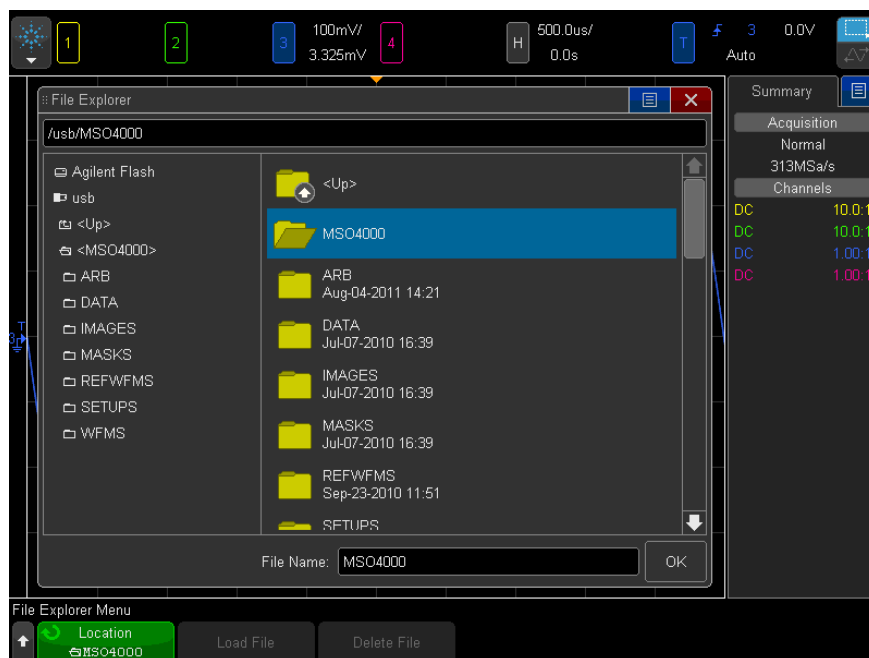 1
2
3
100mV/
3.325mV
4
H
500.0us/
0.0s
T
3
0.0V
Auto
File Explorer
/usb/MSO4000
Agilent Flash
usb
<Up>
<MSO4000>
ARB
DATA
IMAGES
MASKS
REFWFMS
SETUPS
WFMS
<Up>
MSO4000
ARB
Aug-04-2011 14:21
DATA
Jul-07-2010 16:39
IMAGES
Jul-07-2010 16:39
MASKS
Jul-07-2010 16:39
REFWFMS
Sep-23-2010 11:51
SETUPS
File Name: MSO4000
OK
Summary
Acquisition
Normal
313MSa/s
Channels
DC 10.0:1
DC 10.0:1
DC 1.00:1
DC 1.00:1
T
3
File Explorer Menu
Location
MSO4000
Load File
Delete File